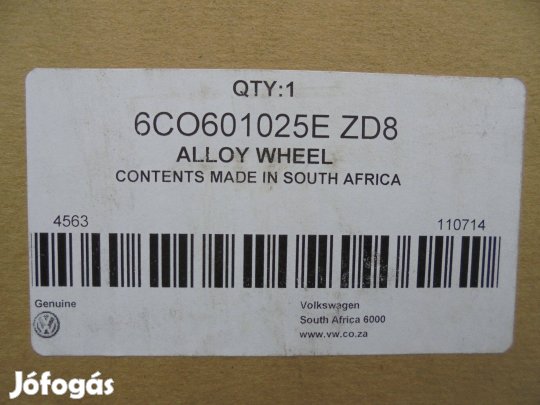 QTY:1
6CO601025E ZD8
ALLOY WHEEL
CONTENTS MADE IN SOUTH AFRICA
4563 110714
Genuine Volkswagen
South Africa 6000
www.vw.co.za
Jófogás